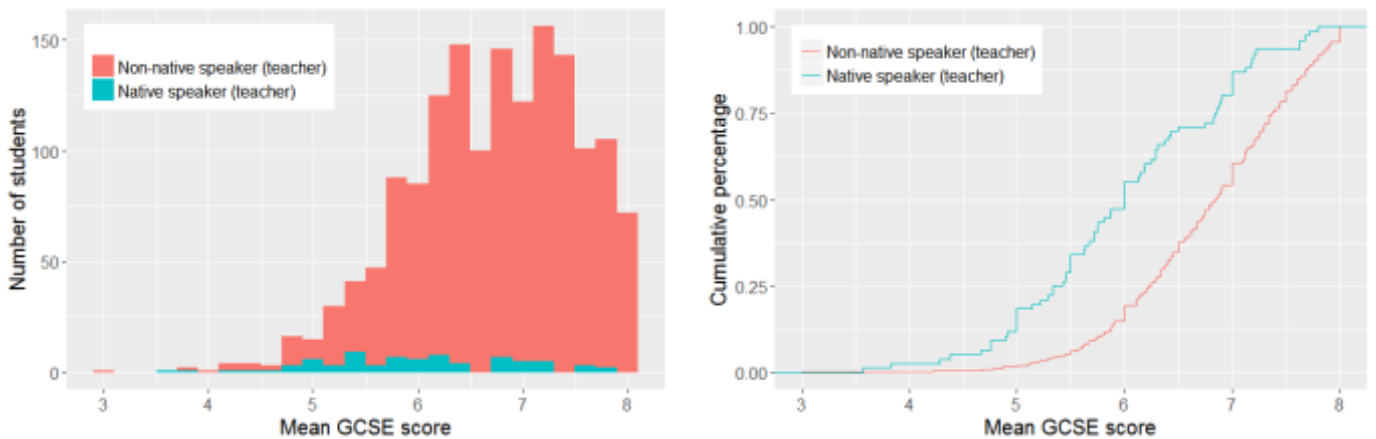 Number of students
150
100
50
0
Non-native speaker (teacher)
Native speaker (teacher)
3 4 5 6 7 8
Mean GCSE score
Cumulative percentage
1.00
0.75
0.50
0.25
0.00
Non-native speaker (teacher)
Native speaker (teacher)
3 4 5 6 7 8
Mean GCSE score